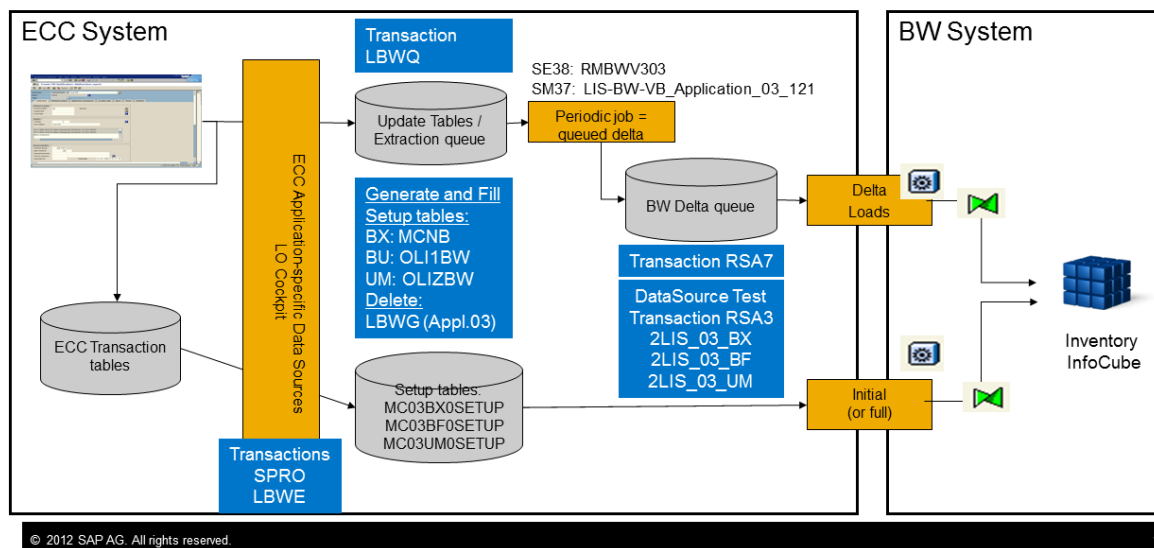 ECC System
BW System
Transaction
LBWQ
SE38: RMBWV303
SM37: LIS-BW-VB_Application_03_121
Update Tables /
Extraction queue
Periodic job =
queued delta
ECC Application-specific Data Sources
LO Cockpit
Generate and Fill
Setup tables:
BX: MCNB
BU: OLI1BW
UM: OLIZBW
Delete:
LBWG (Appl.03)
BW Delta queue
Delta
Loads
Transaction RSA7
DataSource Test
Transaction RSA3
2LIS_03_BX
2LIS_03_BF
2LIS_03_UM
Inventory
InfoCube
ECC Transaction
tables
Setup tables:
MC03BX0SETUP
MC03BF0SETUP
MC03UM0SETUP
Initial
(or full)
Transactions
SPRO
LBWE
© 2012 SAP AG. All rights reserved.